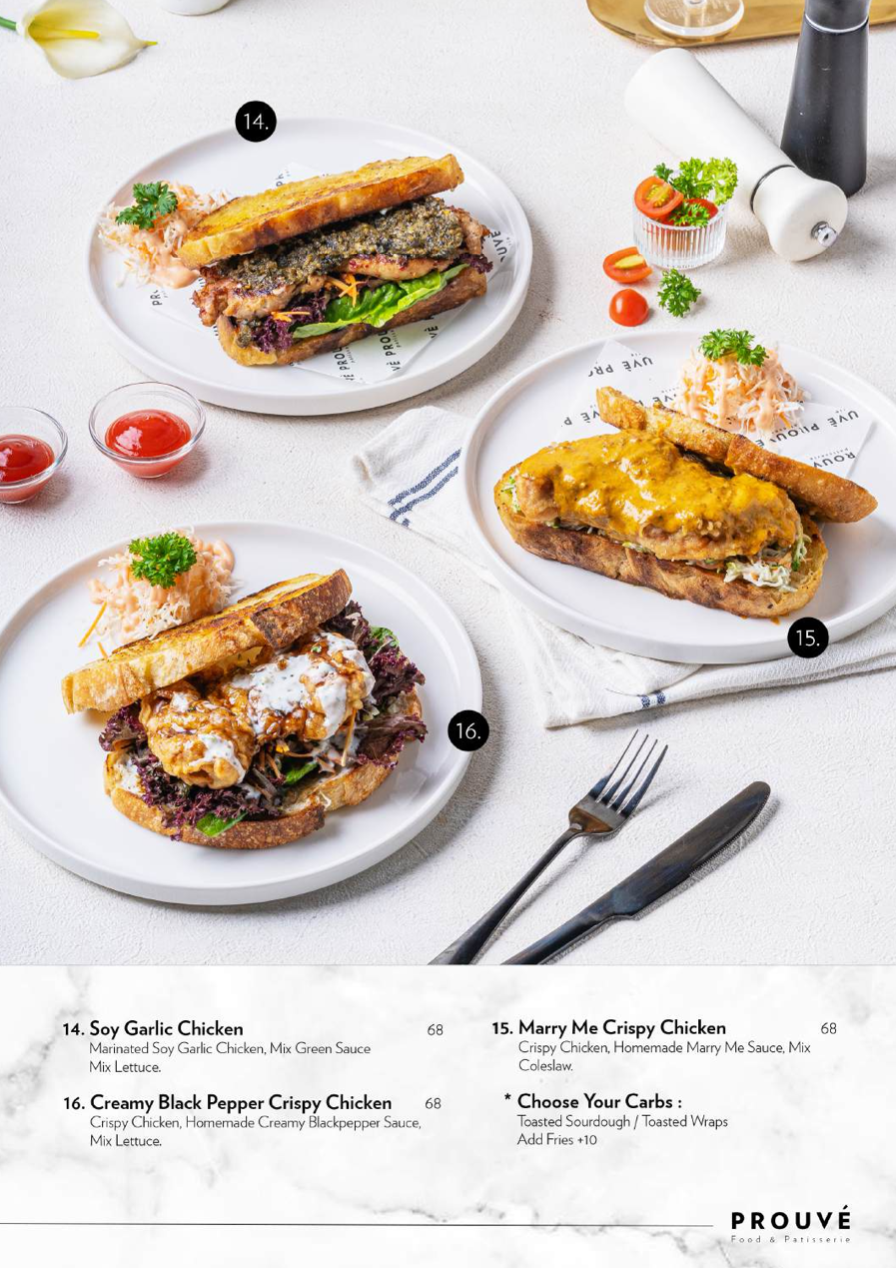 14.
15.
16.
14. Soy Garlic Chicken 68
Marinated Soy Garlic Chicken, Mix Green Sauce
Mix Lettuce.
16. Creamy Black Pepper Crispy Chicken 68
Crispy Chicken, Homemade Creamy Blackpepper Sauce,
Mix Lettuce.
15. Marry Me Crispy Chicken 68
Crispy Chicken, Homemade Marry Me Sauce, Mix
Coleslaw.
* Choose Your Carbs :
Toasted Sourdough / Toasted Wraps
Add Fries +10
PROUVÉ
Food & Patisserie